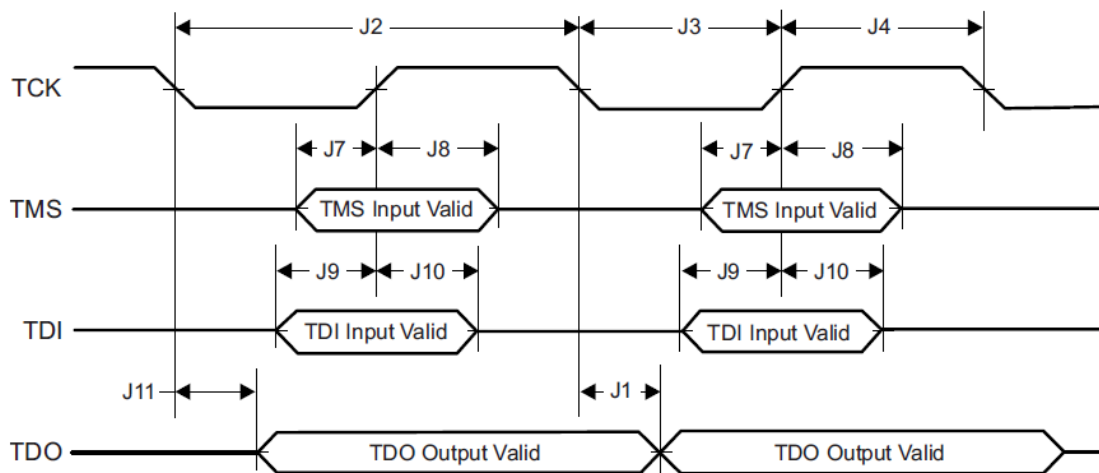 J2 J3 J4
TCK
J7 J8 J7 J8
TMS TMS Input Valid TMS Input Valid
J9 J10 J9 J10
TDI TDI Input Valid TDI Input Valid
J11 J1
TDO TDO Output Valid TDO Output Valid